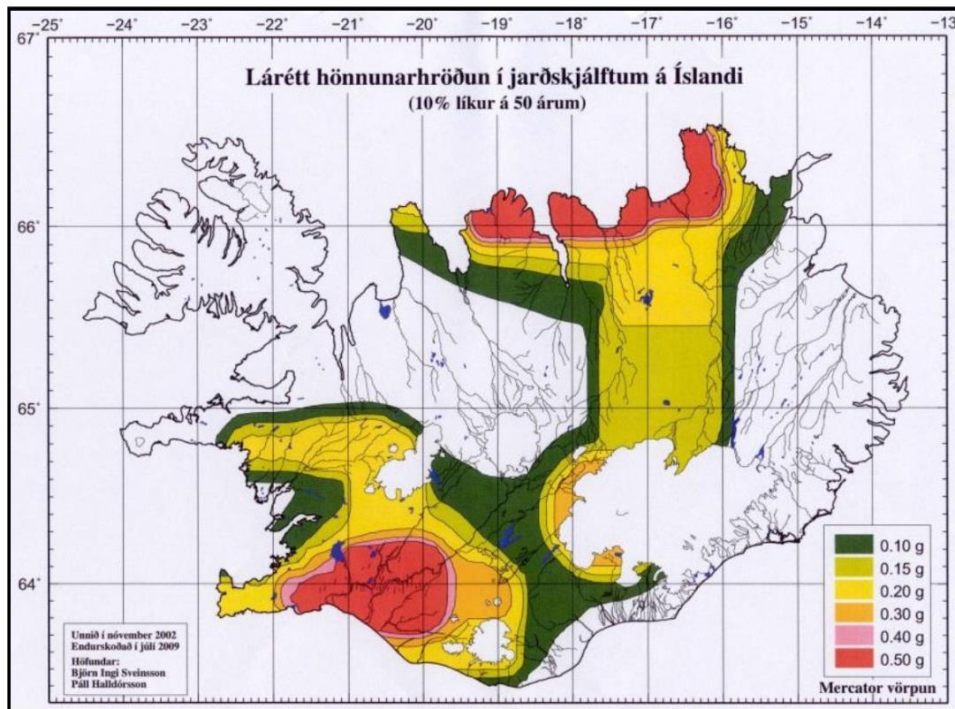 −25 −24 −23 −22 −21 −20 −19 −18 −17 −16 −15 −14 −13
67°
Lárétt hönnunarhröðun í jarðskjálftum á Íslandi
(10% líkur á 50 árum)
66°
65°
64°
0.10 g
0.15 g
0.20 g
0.30 g
0.40 g
0.50 g
Unnið í nóvember 2002
Endurskoðað í júlí 2009
Höfundar:
Björn Ingi Sveinsson
Páll Halldórsson
Mercator vörpun